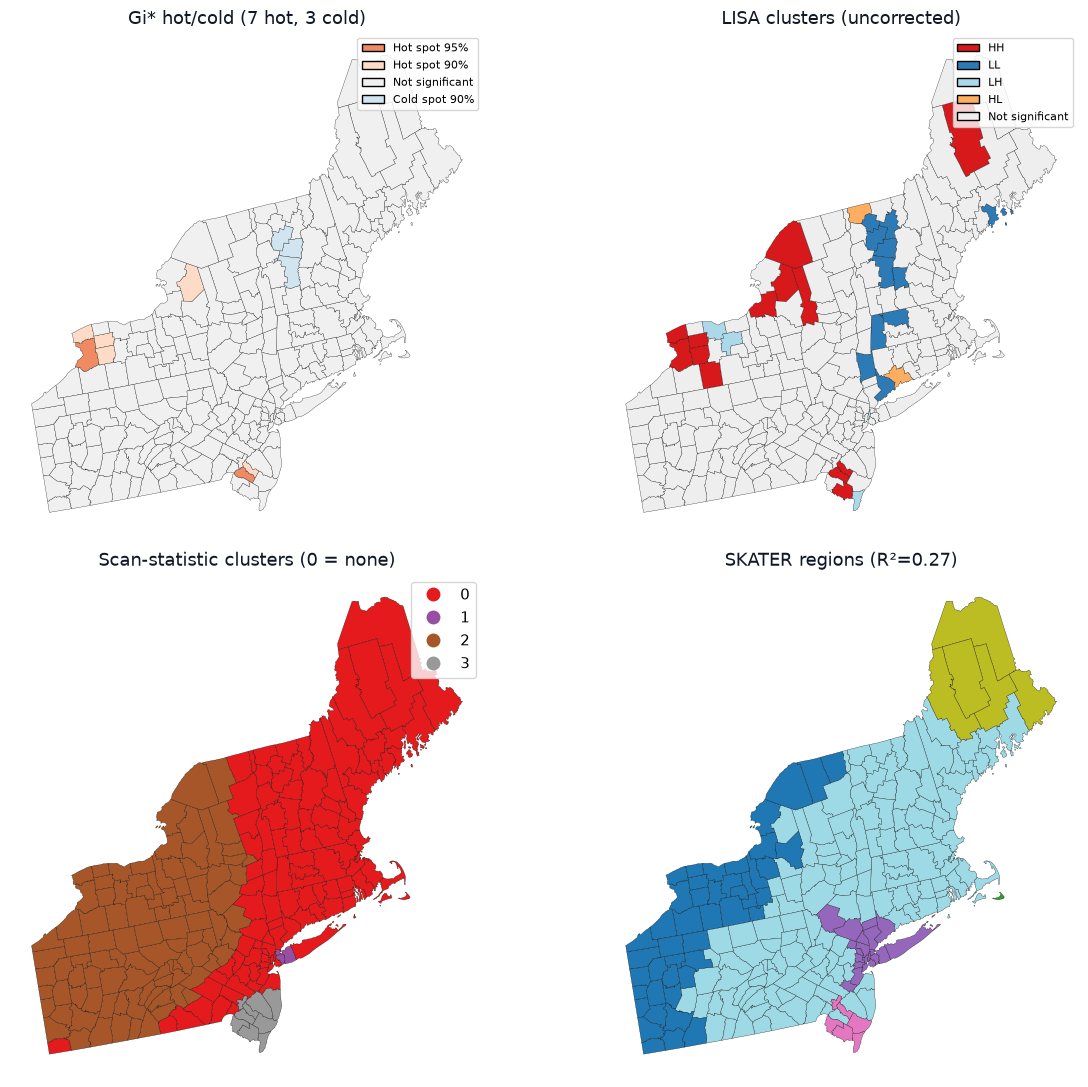 Gi* hot/cold (7 hot, 3 cold)
Hot spot 95%
Hot spot 90%
Not significant
Cold spot 90%
LISA clusters (uncorrected)
HH
LL
LH
HL
Not significant
Scan-statistic clusters (0 = none)
0
1
2
3
SKATER regions (R²=0.27)